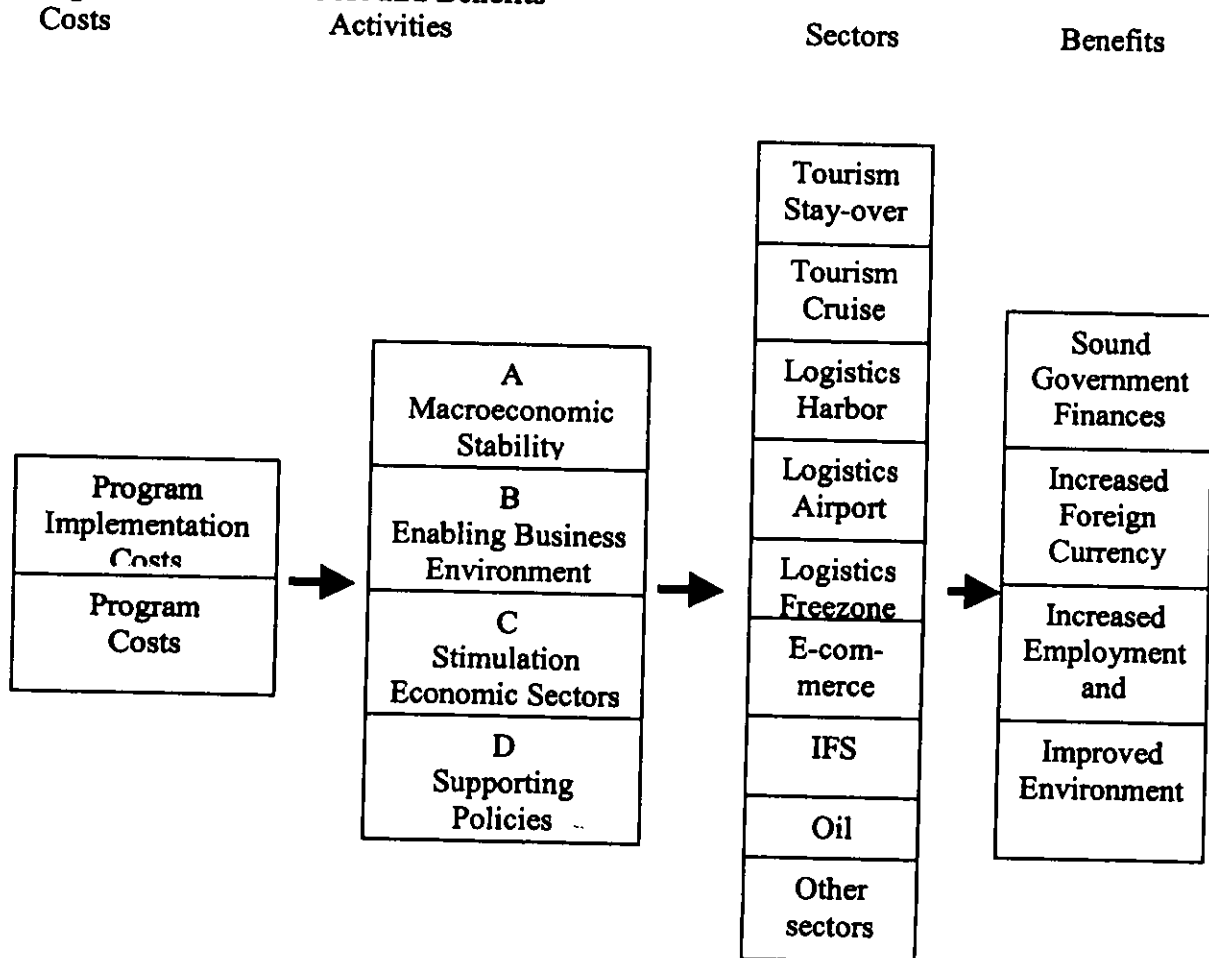 and Benefits
Costs
Activities
Sectors
Benefits
Program
Implementation
Costs
Program
Costs
A
Macroeconomic
Stability
B
Enabling Business
Environment
C
Stimulation
Economic Sectors
D
Supporting
Policies
Tourism
Stay-over
Tourism
Cruise
Logistics
Harbor
Logistics
Airport
Logistics
Freezone
E-com-
merce
IFS
Oil
Other
sectors
Sound
Government
Finances
Increased
Foreign
Currency
Increased
Employment
and
Improved
Environment